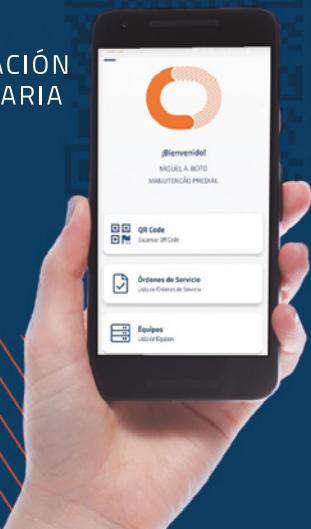 ACIÓN
ARIA
¡Bienvenido!
MIGUEL A. BOTO
MANUTENÇÃO PREDIAL
QR Code
Escanear QR Code
Órdenes de Servicio
Lista de Órdenes de Servicio
Equipos
Lista de Equipos